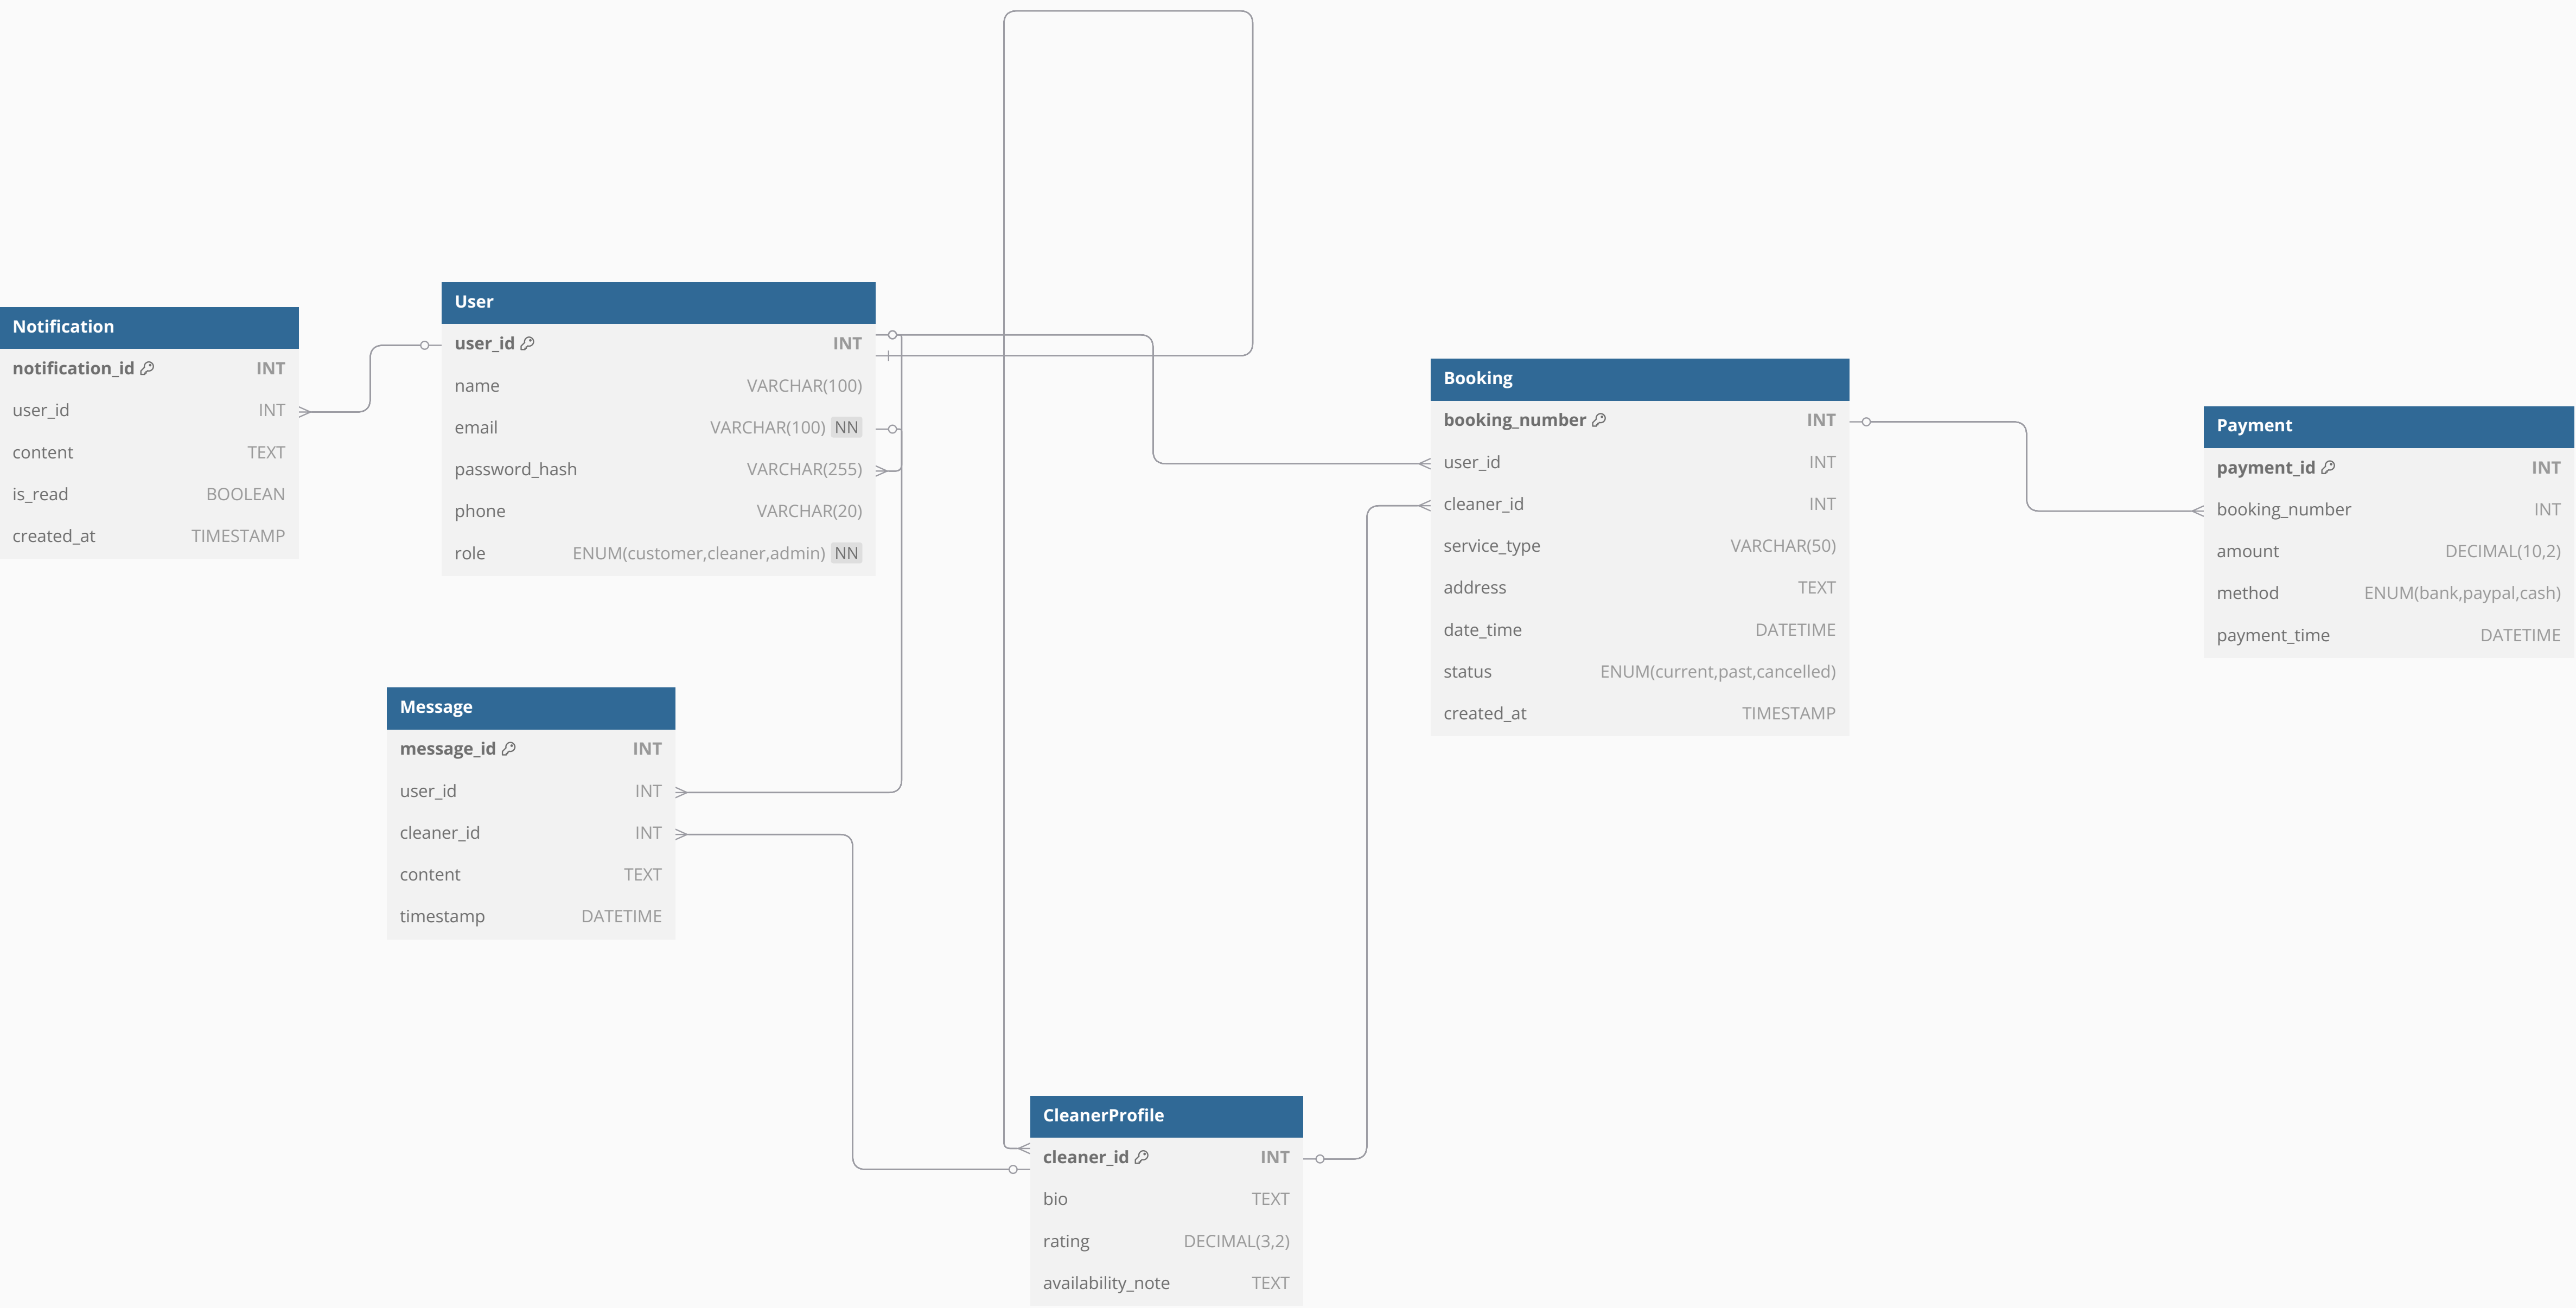 Notification
notification_id INT
user_id INT
content TEXT
is_read BOOLEAN
created_at TIMESTAMP
User
user_id INT
name VARCHAR(100)
email VARCHAR(100) NN
password_hash VARCHAR(255)
phone VARCHAR(20)
role ENUM(customer,cleaner,admin) NN
Message
message_id INT
user_id INT
cleaner_id INT
content TEXT
timestamp DATETIME
CleanerProfile
cleaner_id INT
bio TEXT
rating DECIMAL(3,2)
availability_note TEXT
Booking
booking_number INT
user_id INT
cleaner_id INT
service_type VARCHAR(50)
address TEXT
date_time DATETIME
status ENUM(current,past,cancelled)
created_at TIMESTAMP
Payment
payment_id INT
booking_number INT
amount DECIMAL(10,2)
method ENUM(bank,paypal,cash)
payment_time DATETIME